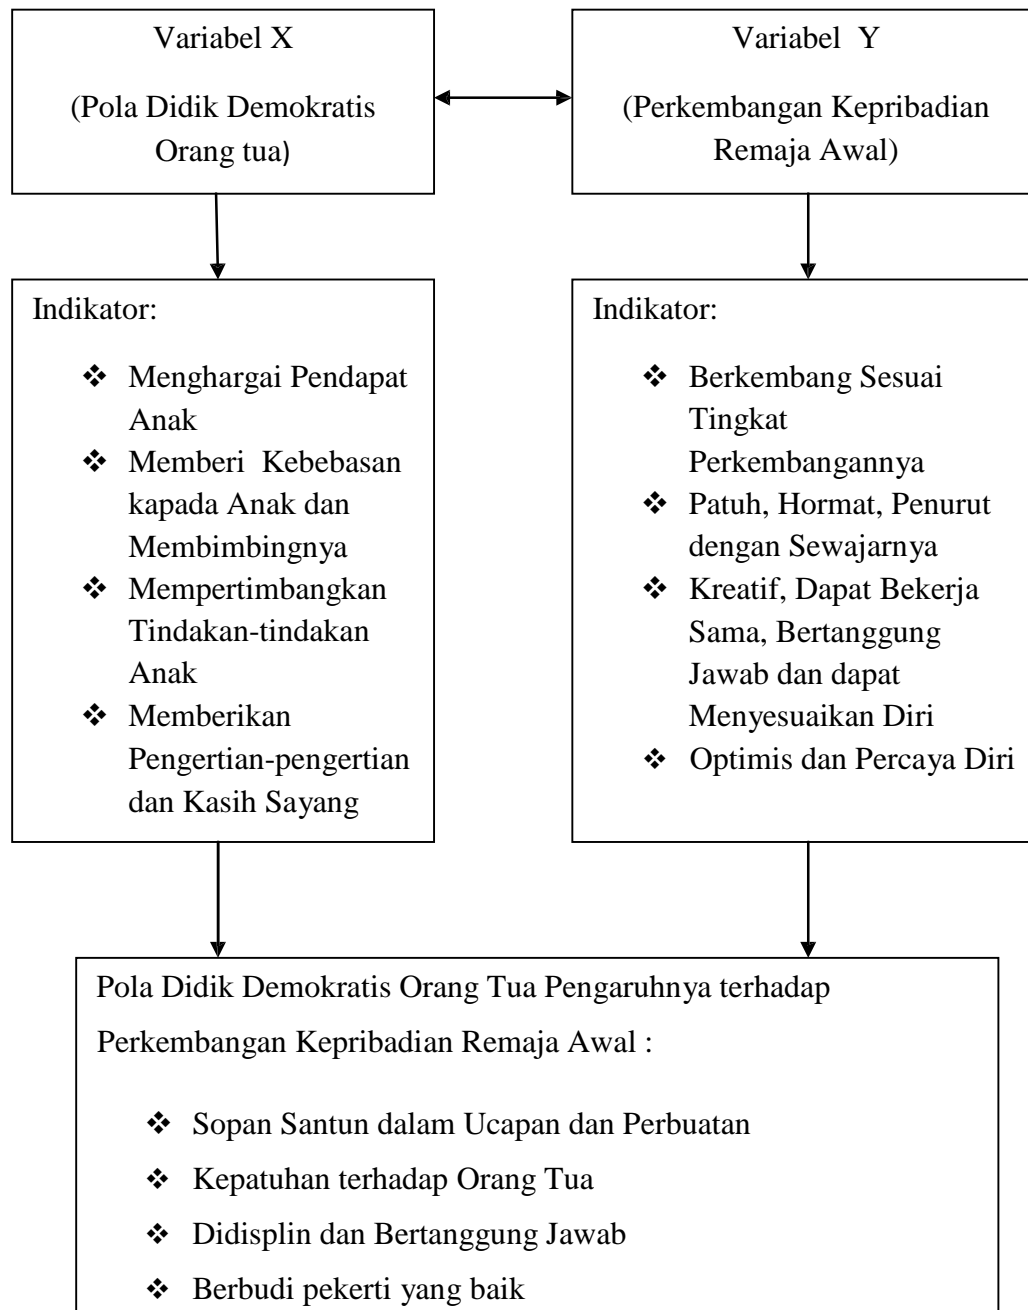 Variabel X
(Pola Didik Demokratis
Orang tua)
Variabel  Y
(Perkembangan Kepribadian
Remaja Awal)
Indikator:
❖ Menghargai Pendapat
Anak
❖ Memberi  Kebebasan
kapada Anak dan
Membimbingnya
❖ Mempertimbangkan
Tindakan-tindakan
Anak
❖ Memberikan
Pengertian-pengertian
dan Kasih Sayang
Indikator:
❖ Berkembang Sesuai
Tingkat
Perkembangannya
❖ Patuh, Hormat, Penurut
dengan Sewajarnya
❖ Kreatif, Dapat Bekerja
Sama, Bertanggung
Jawab dan dapat
Menyesuaikan Diri
❖ Optimis dan Percaya Diri
Pola Didik Demokratis Orang Tua Pengaruhnya terhadap
Perkembangan Kepribadian Remaja Awal :
❖ Sopan Santun dalam Ucapan dan Perbuatan
❖ Kepatuhan terhadap Orang Tua
❖ Didisplin dan Bertanggung Jawab
❖ Berbudi pekerti yang baik